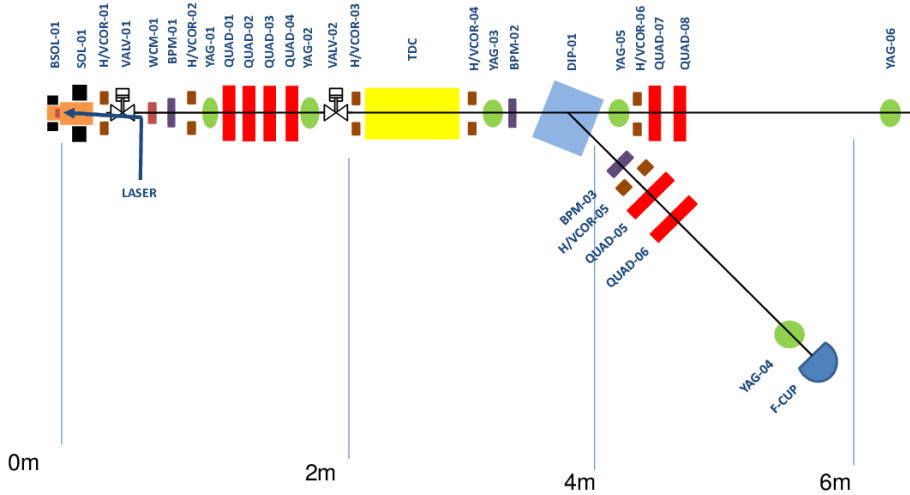 BSOL-01
SOL-01
H/VCOR-01
VALV-01
WCM-01
BPM-01
H/VCOR-02
YAG-01
QUAD-01
QUAD-02
QUAD-03
QUAD-04
YAG-02
VALV-02
H/VCOR-03
TDC
H/VCOR-04
YAG-03
BPM-02
DIP-01
YAG-05
H/VCOR-06
QUAD-07
QUAD-08
YAG-06
LASER
BPM-03
H/VCOR-05
QUAD-05
QUAD-06
YAG-04
F-CUP
0m
2m
4m
6m